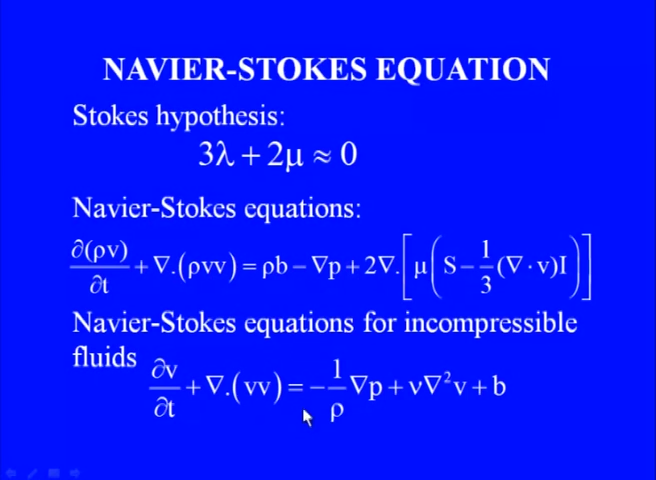 NAVIER-STOKES EQUATION
Stokes hypothesis:
3λ + 2μ ≈ 0
Navier-Stokes equations:
∂(ρv)/∂t + ∇.(ρvv) = ρb − ∇p + 2∇.[μ(S − 1/3(∇·v)I)]
Navier-Stokes equations for incompressible
fluids
∂v/∂t + ∇.(vv) = −1/ρ ∇p + ν∇²v + b